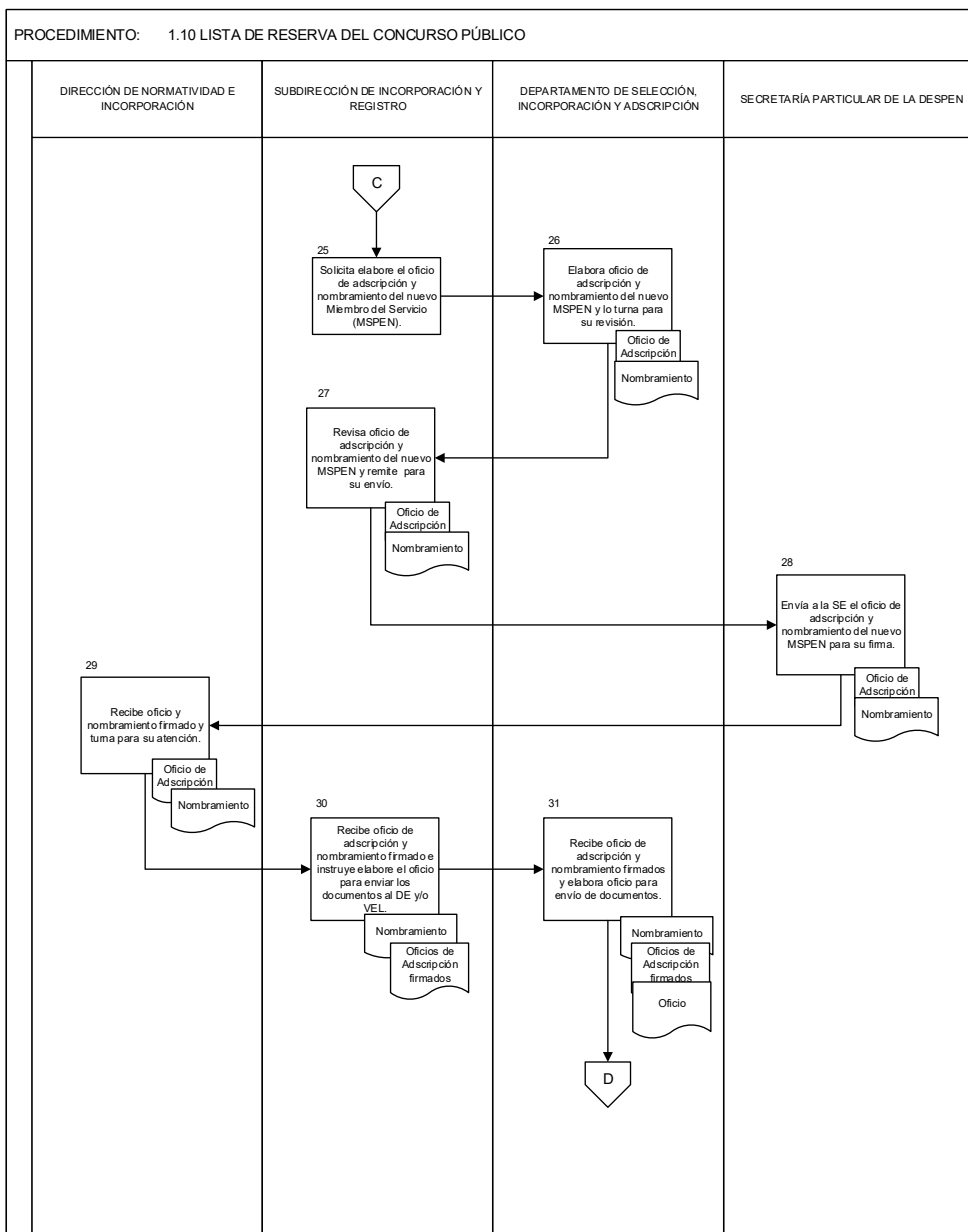 PROCEDIMIENTO: 1.10 LISTA DE RESERVA DEL CONCURSO PÚBLICO
DIRECCIÓN DE NORMATIVIDAD E
INCORPORACIÓN
SUBDIRECCIÓN DE INCORPORACIÓN Y
REGISTRO
DEPARTAMENTO DE SELECCIÓN,
INCORPORACIÓN Y ADSCRIPCIÓN
SECRETARÍA PARTICULAR DE LA DESPEN
C
25
Solicita elabore el oficio
de adscripción y
nombramiento del nuevo
Miembro del Servicio
(MSPEN).
26
Elabora oficio de
adscripción y
nombramiento del nuevo
MSPEN y lo turna para
su revisión.
Oficio de
Adscripción
Nombramiento
27
Revisa oficio de
adscripción y
nombramiento del nuevo
MSPEN y remite para
su envío.
Oficio de
Adscripción
Nombramiento
28
Envía a la SE el oficio de
adscripción y
nombramiento del nuevo
MSPEN para su firma.
Oficio de
Adscripción
Nombramiento
29
Recibe oficio y
nombramiento firmado y
turna para su atención.
Oficio de
Adscripción
Nombramiento
30
Recibe oficio de
adscripción y
nombramiento firmado e
instruye elabore el oficio
para enviar los
documentos al DE y/o
VEL.
Nombramiento
Oficios de
Adscripción
firmados
31
Recibe oficio de
adscripción y
nombramiento firmados
y elabora oficio para
envío de documentos.
Nombramiento
Oficios de
Adscripción
firmados
Oficio
D